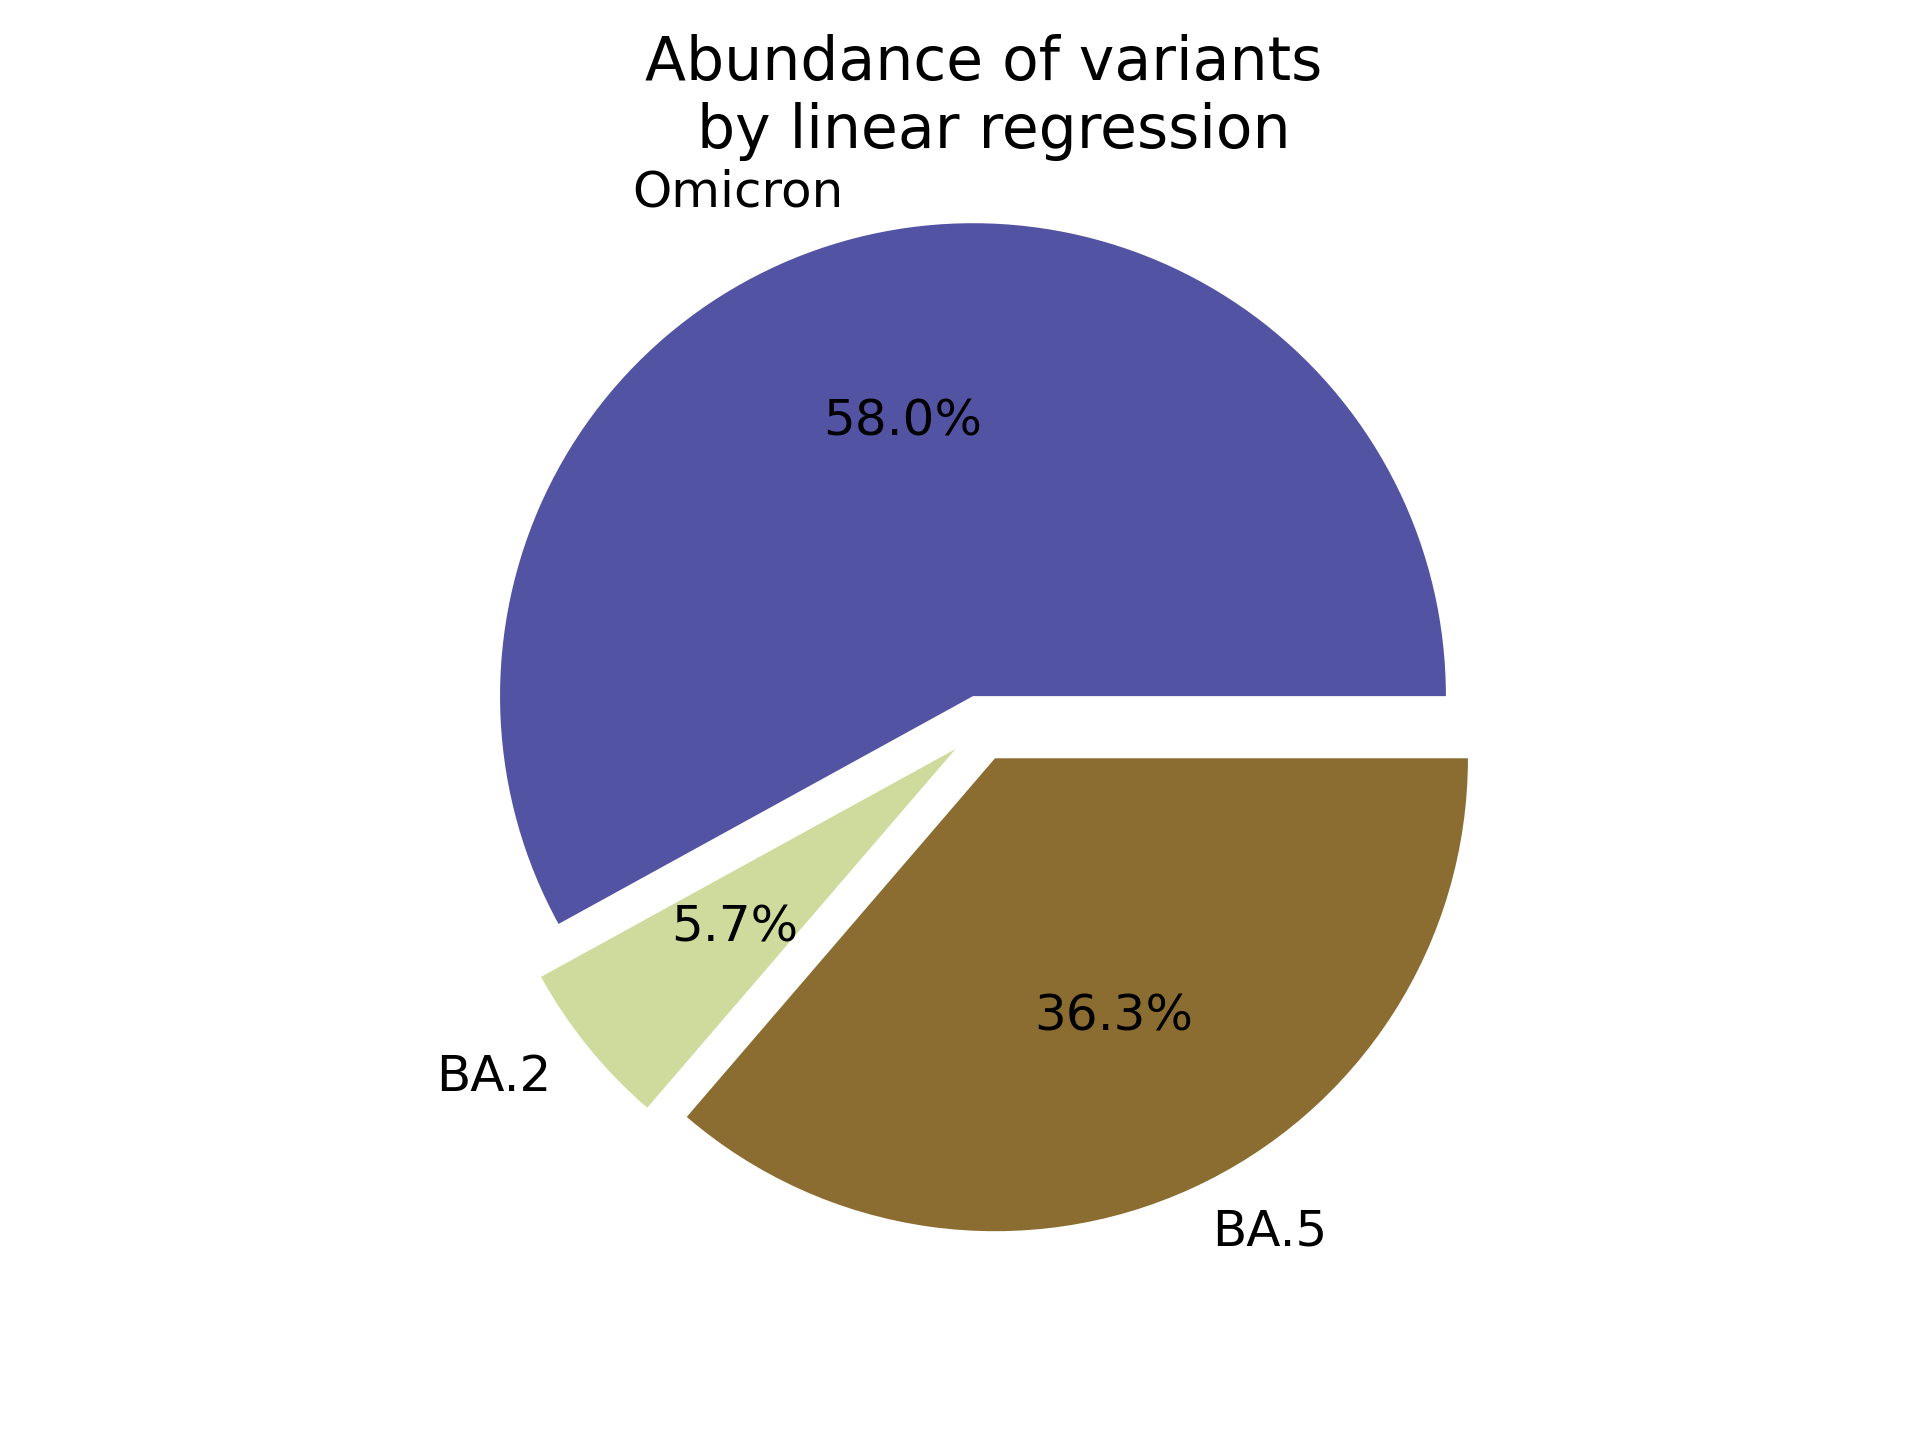 Abundance of variants
by linear regression
Omicron
58.0%
5.7%
36.3%
BA.2
BA.5